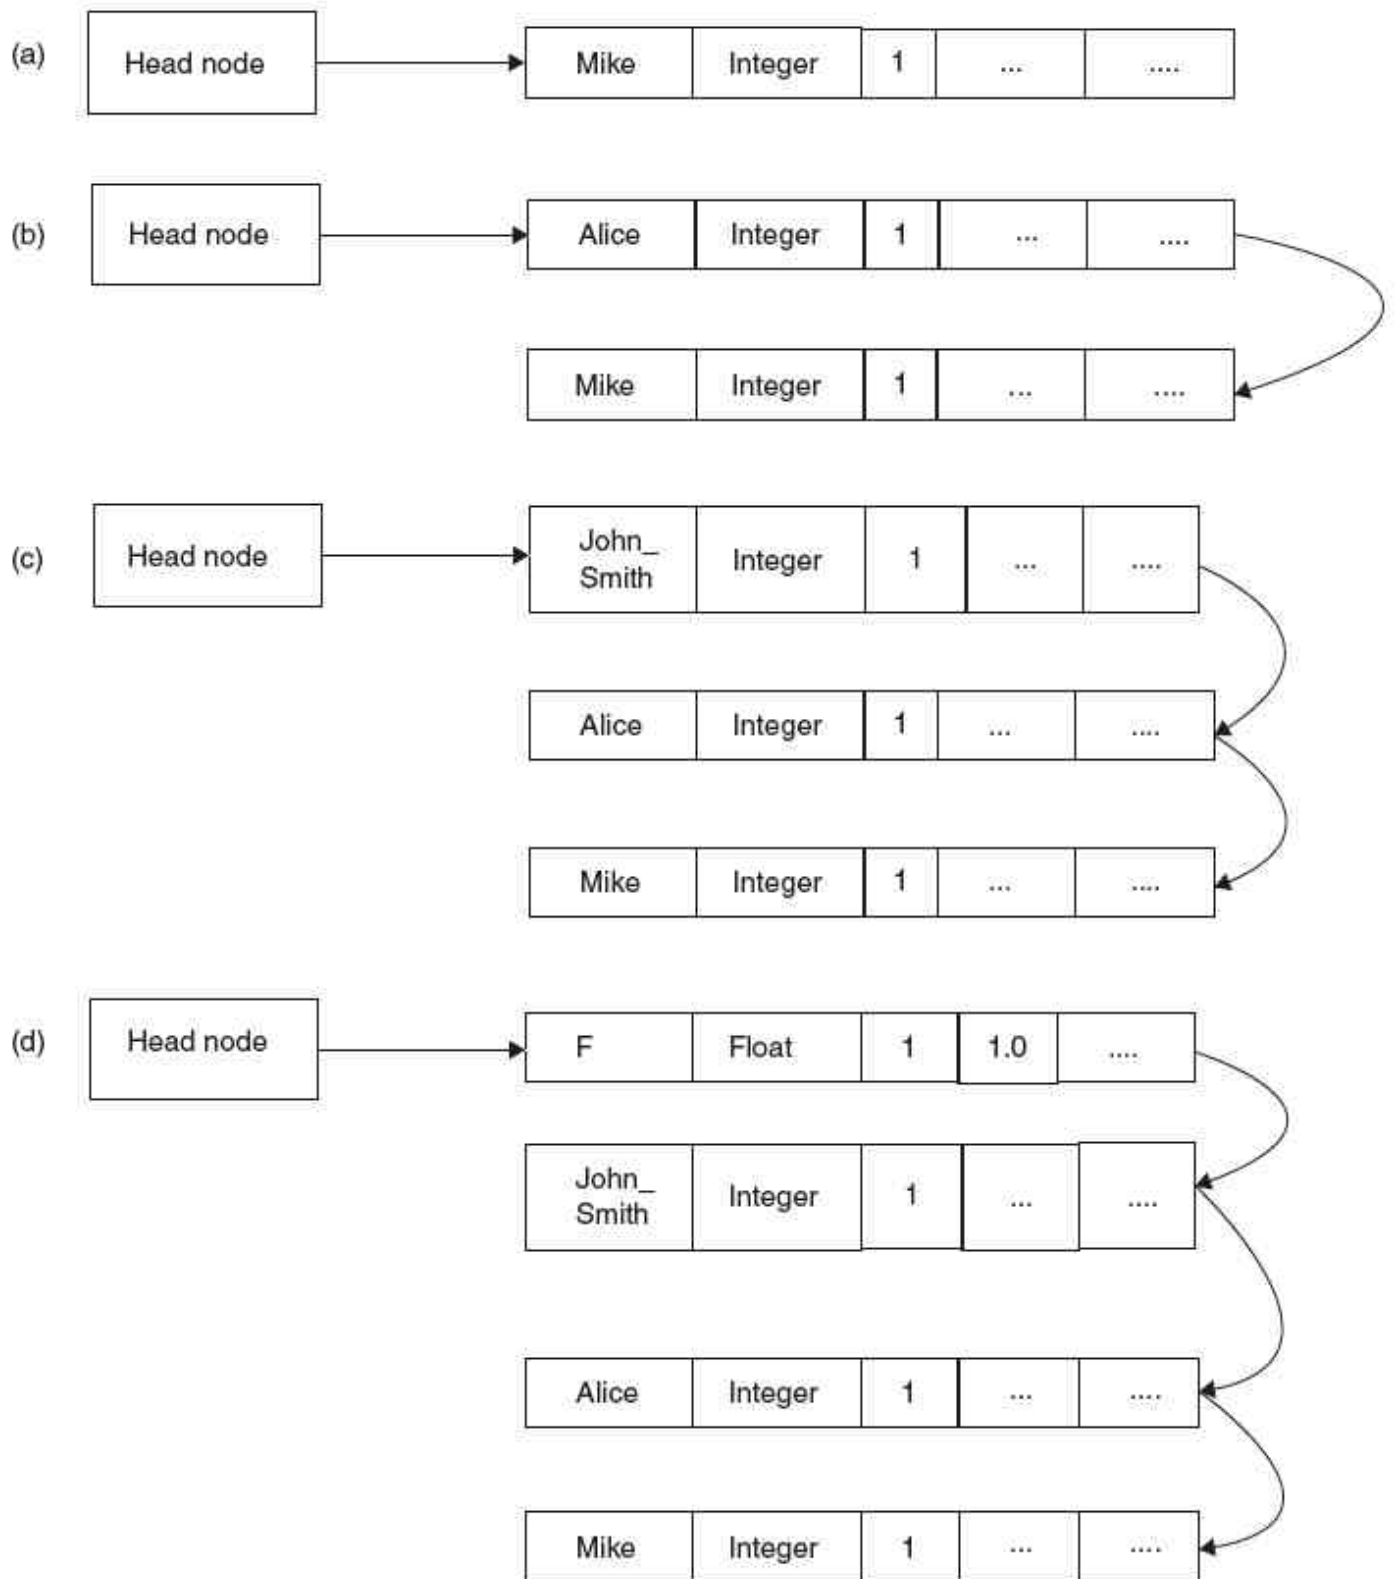 (a) Head node Mike Integer 1 ... ....
(b) Head node Alice Integer 1 ... ....
Mike Integer 1 ... ....
(c) Head node John_
Smith Integer 1 ... ....
Alice Integer 1 ... ....
Mike Integer 1 ... ....
(d) Head node F Float 1 1.0 ....
John_
Smith Integer 1 ... ....
Alice Integer 1 ... ....
Mike Integer 1 ... ....